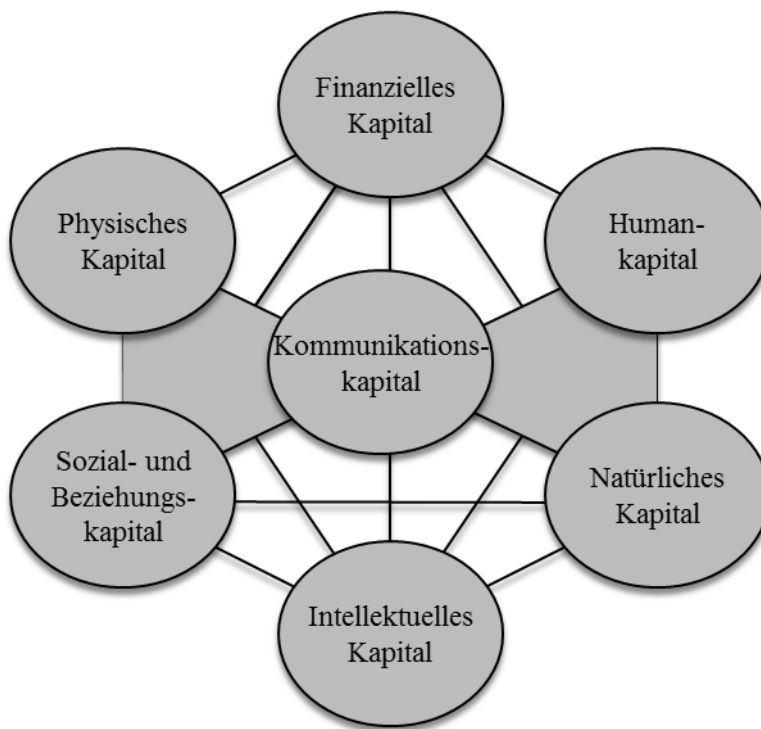 Finanzielles
Kapital
Physisches
Kapital
Human-
kapital
Kommunikations-
kapital
Sozial- und
Beziehungs-
kapital
Natürliches
Kapital
Intellektuelles
Kapital